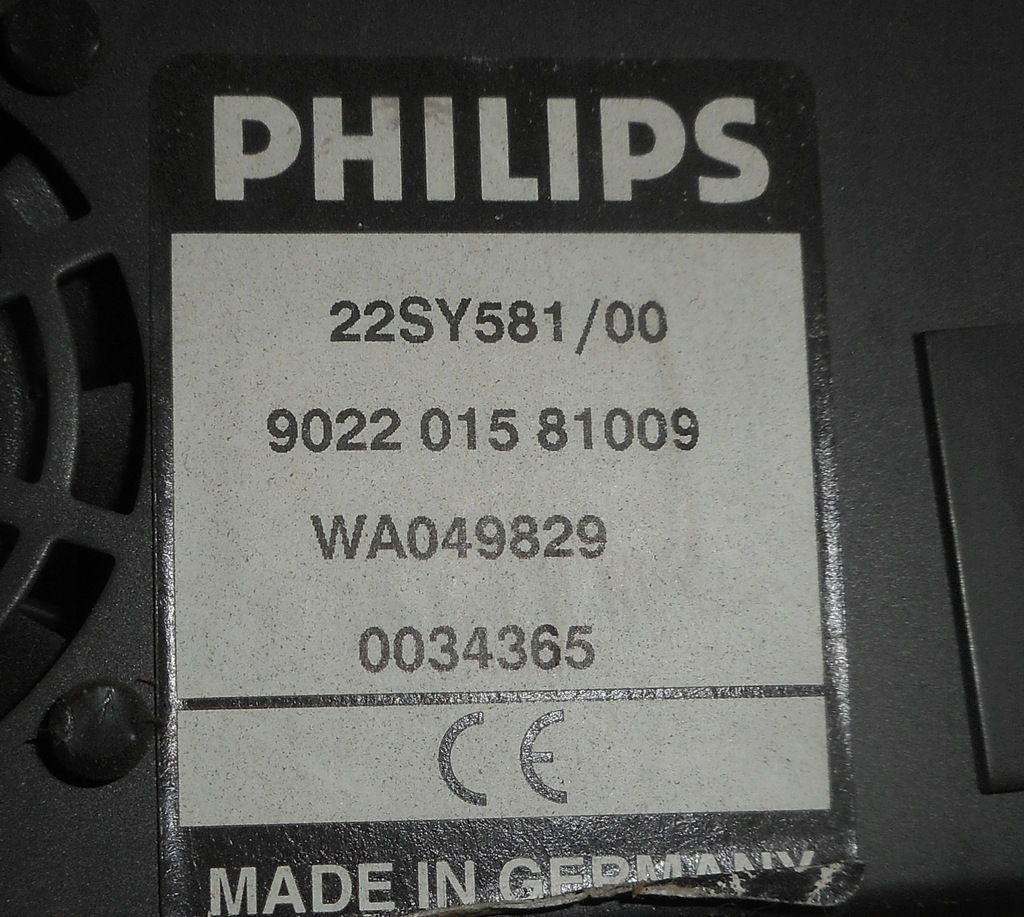 PHILIPS
22SY581/00
9022 015 81009
WA049829
0034365
CE
MADE IN GERMANY